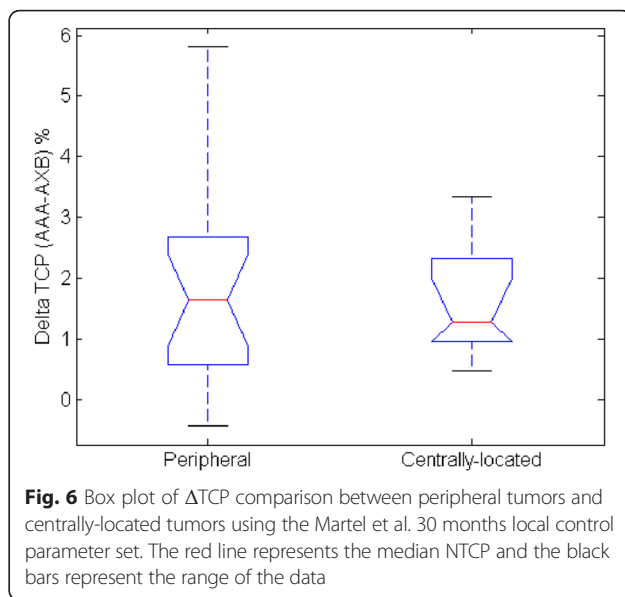 6
5
4
3
2
1
0
Delta TCP (AAA-AXB) %
Peripheral Centrally-located
Fig. 6 Box plot of ΔTCP comparison between peripheral tumors and
centrally-located tumors using the Martel et al. 30 months local control
parameter set. The red line represents the median NTCP and the black
bars represent the range of the data